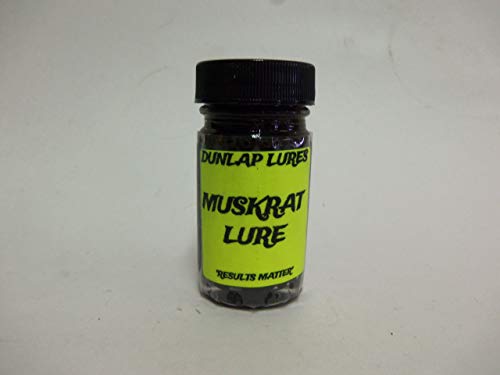 DUNLAP LURES
MUSKRAT
LURE
RESULTS MATTER